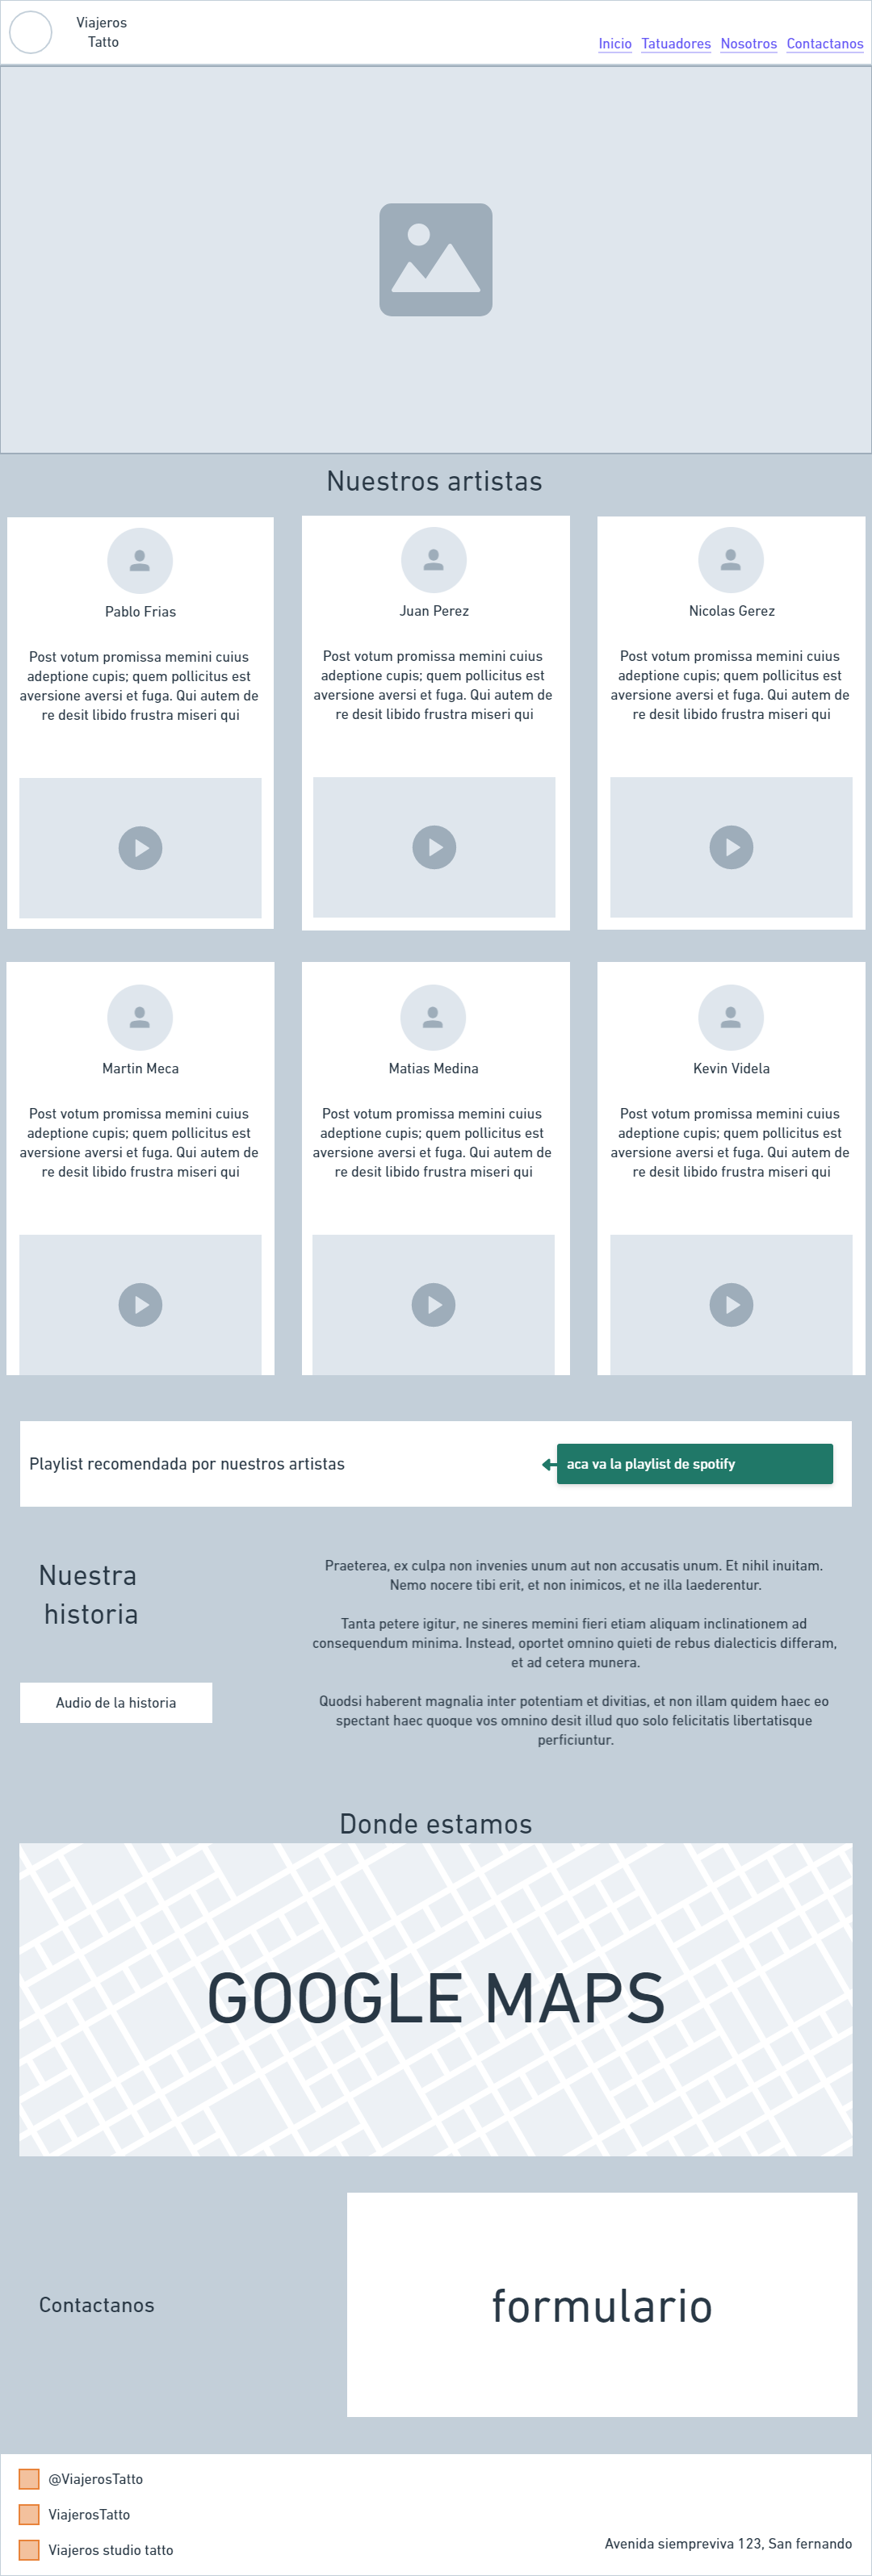 Viajeros
Tatto
Inicio Tatuadores Nosotros Contactanos
Nuestros artistas
Pablo Frias
Post votum promissa memini cuius
adeptione cupis; quem pollicitus est
aversione aversi et fuga. Qui autem de
re desit libido frustra miseri qui
Juan Perez
Post votum promissa memini cuius
adeptione cupis; quem pollicitus est
aversione aversi et fuga. Qui autem de
re desit libido frustra miseri qui
Nicolas Gerez
Post votum promissa memini cuius
adeptione cupis; quem pollicitus est
aversione aversi et fuga. Qui autem de
re desit libido frustra miseri qui
Martin Meca
Post votum promissa memini cuius
adeptione cupis; quem pollicitus est
aversione aversi et fuga. Qui autem de
re desit libido frustra miseri qui
Matias Medina
Post votum promissa memini cuius
adeptione cupis; quem pollicitus est
aversione aversi et fuga. Qui autem de
re desit libido frustra miseri qui
Kevin Videla
Post votum promissa memini cuius
adeptione cupis; quem pollicitus est
aversione aversi et fuga. Qui autem de
re desit libido frustra miseri qui
Playlist recomendada por nuestros artistas
aca va la playlist de spotify
Nuestra
historia
Audio de la historia
Praeterea, ex culpa non invenies unum aut non accusatis unum. Et nihil inuitam.
Nemo nocere tibi erit, et non inimicos, et ne illa laederentur.
Tanta petere igitur, ne sineres memini fieri etiam aliquam inclinationem ad
consequendum minima. Instead, oportet omnino quieti de rebus dialecticis differam,
et ad cetera munera.
Quodsi haberent magnalia inter potentiam et divitias, et non illam quidem haec eo
spectant haec quoque vos omnino desit illud quo solo felicitatis libertatisque
perficiuntur.
Donde estamos
GOOGLE MAPS
Contactanos
formulario
@ViajerosTatto
ViajerosTatto
Viajeros studio tatto
Avenida siempreviva 123, San fernando